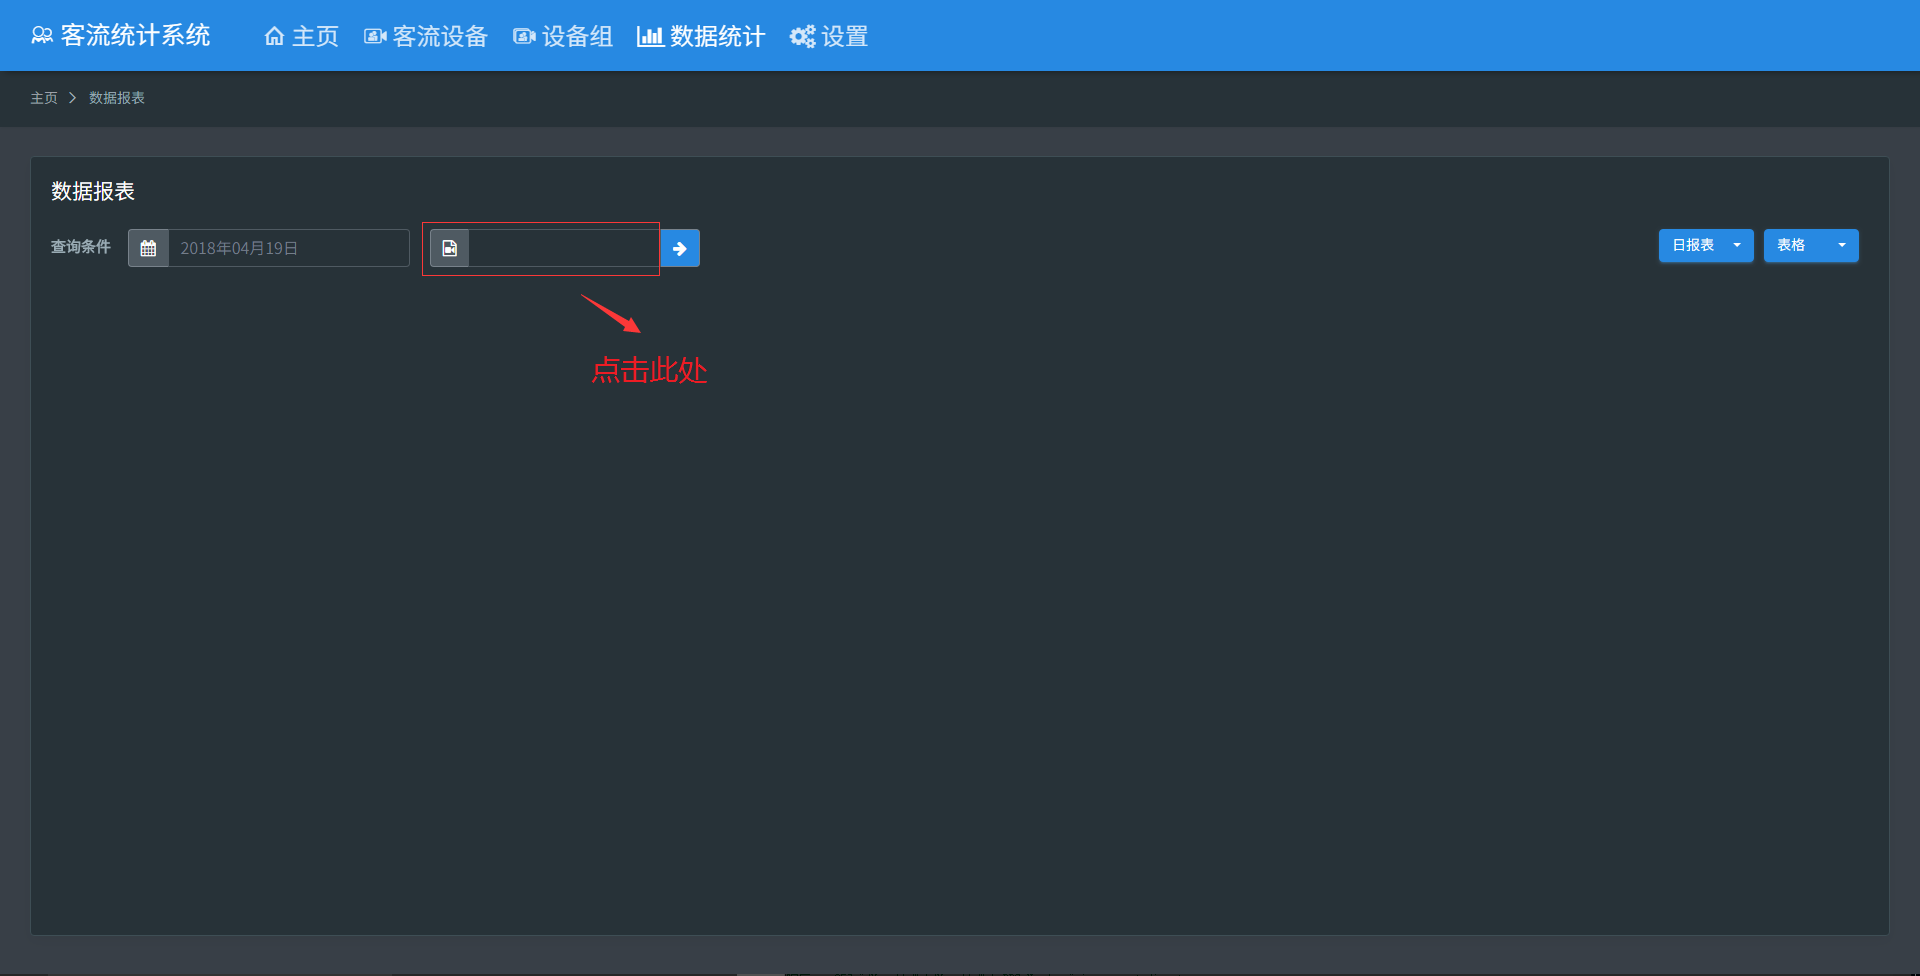 客流统计系统 主页 客流设备 设备组 数据统计 设置
主页 数据报表
数据报表
查询条件 2018年04月19日 日报表 表格
点击此处